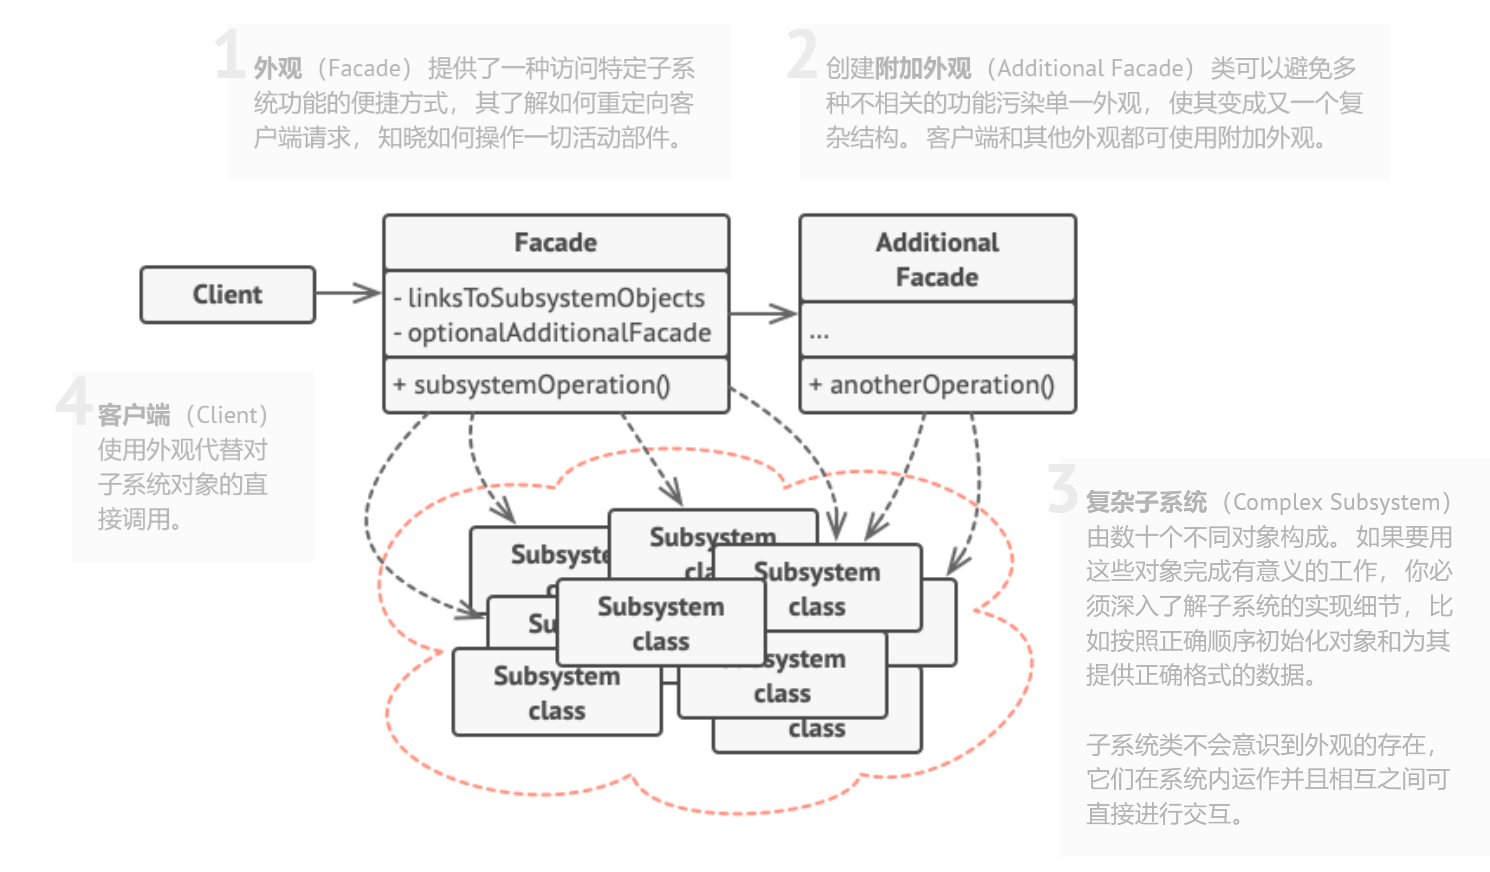 1
外观（Facade）提供了一种访问特定子系
统功能的便捷方式，其了解如何重定向客
户端请求，知晓如何操作一切活动部件。
2
创建附加外观（Additional Facade）类可以避免多
种不相关的功能污染单一外观，使其变成又一个复
杂结构。客户端和其他外观都可使用附加外观。
Client
Facade
- linksToSubsystemObjects
- optionalAdditionalFacade
+ subsystemOperation()
Additional
Facade
...
+ anotherOperation()
4
客户端（Client）
使用外观代替对
子系统对象的直
接调用。
3
复杂子系统（Complex Subsystem）
由数十个不同对象构成。如果要用
这些对象完成有意义的工作，你必
须深入了解子系统的实现细节，比
如按照正确顺序初始化对象和为其
提供正确格式的数据。
子系统类不会意识到外观的存在，
它们在系统内运作并且相互之间可
直接进行交互。
Subsystem
Subsystem
class
Subsystem
class
Subsystem
class
class
class